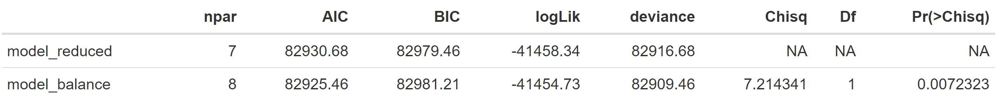 npar AIC BIC logLik deviance Chisq Df Pr(>Chisq)
model_reduced 7 82930.68 82979.46 -41458.34 82916.68 NA NA NA
model_balance 8 82925.46 82981.21 -41454.73 82909.46 7.214341 1 0.0072323